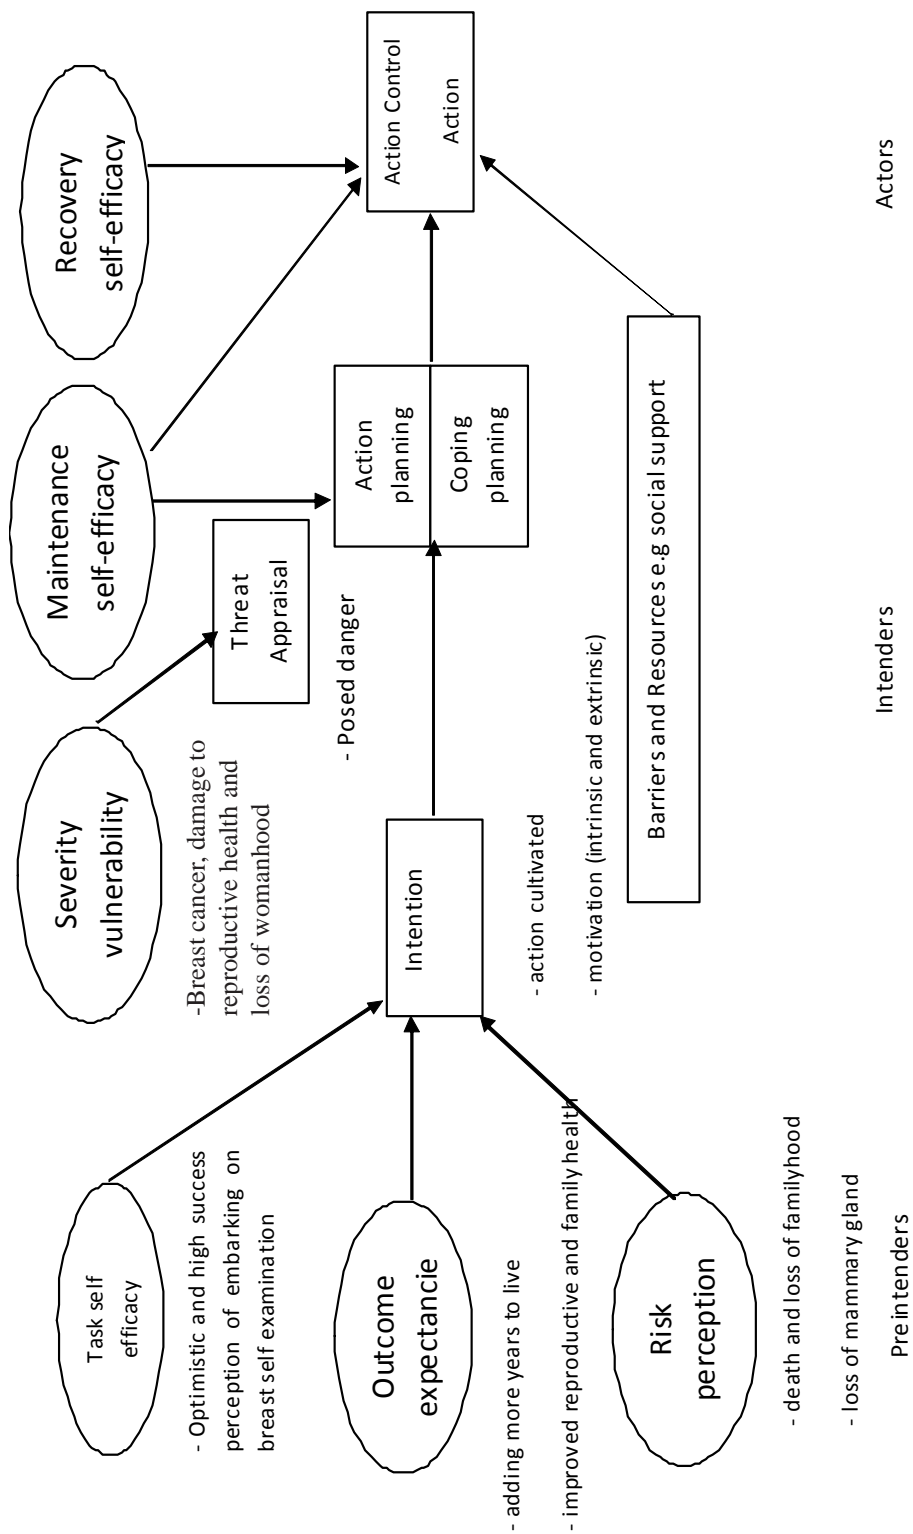 Task self
efficacy
- Optimistic and high success
perception of embarking on
breast self examination
Outcome
expectancie
- adding more years to live
- improved reproductive and family health
Risk
perception
- death and loss of familyhood
- loss of mammary gland
Preintenders
Severity
vulnerability
-Breast cancer, damage to
reproductive health and
loss of womanhood
Threat
Appraisal
- Posed danger
Intention
- action cultivated
- motivation (intrinsic and extrinsic)
Maintenance
self-efficacy
Action
planning
Coping
planning
Barriers and Resources e.g social support
Intenders
Recovery
self-efficacy
Action Control
Action
Actors